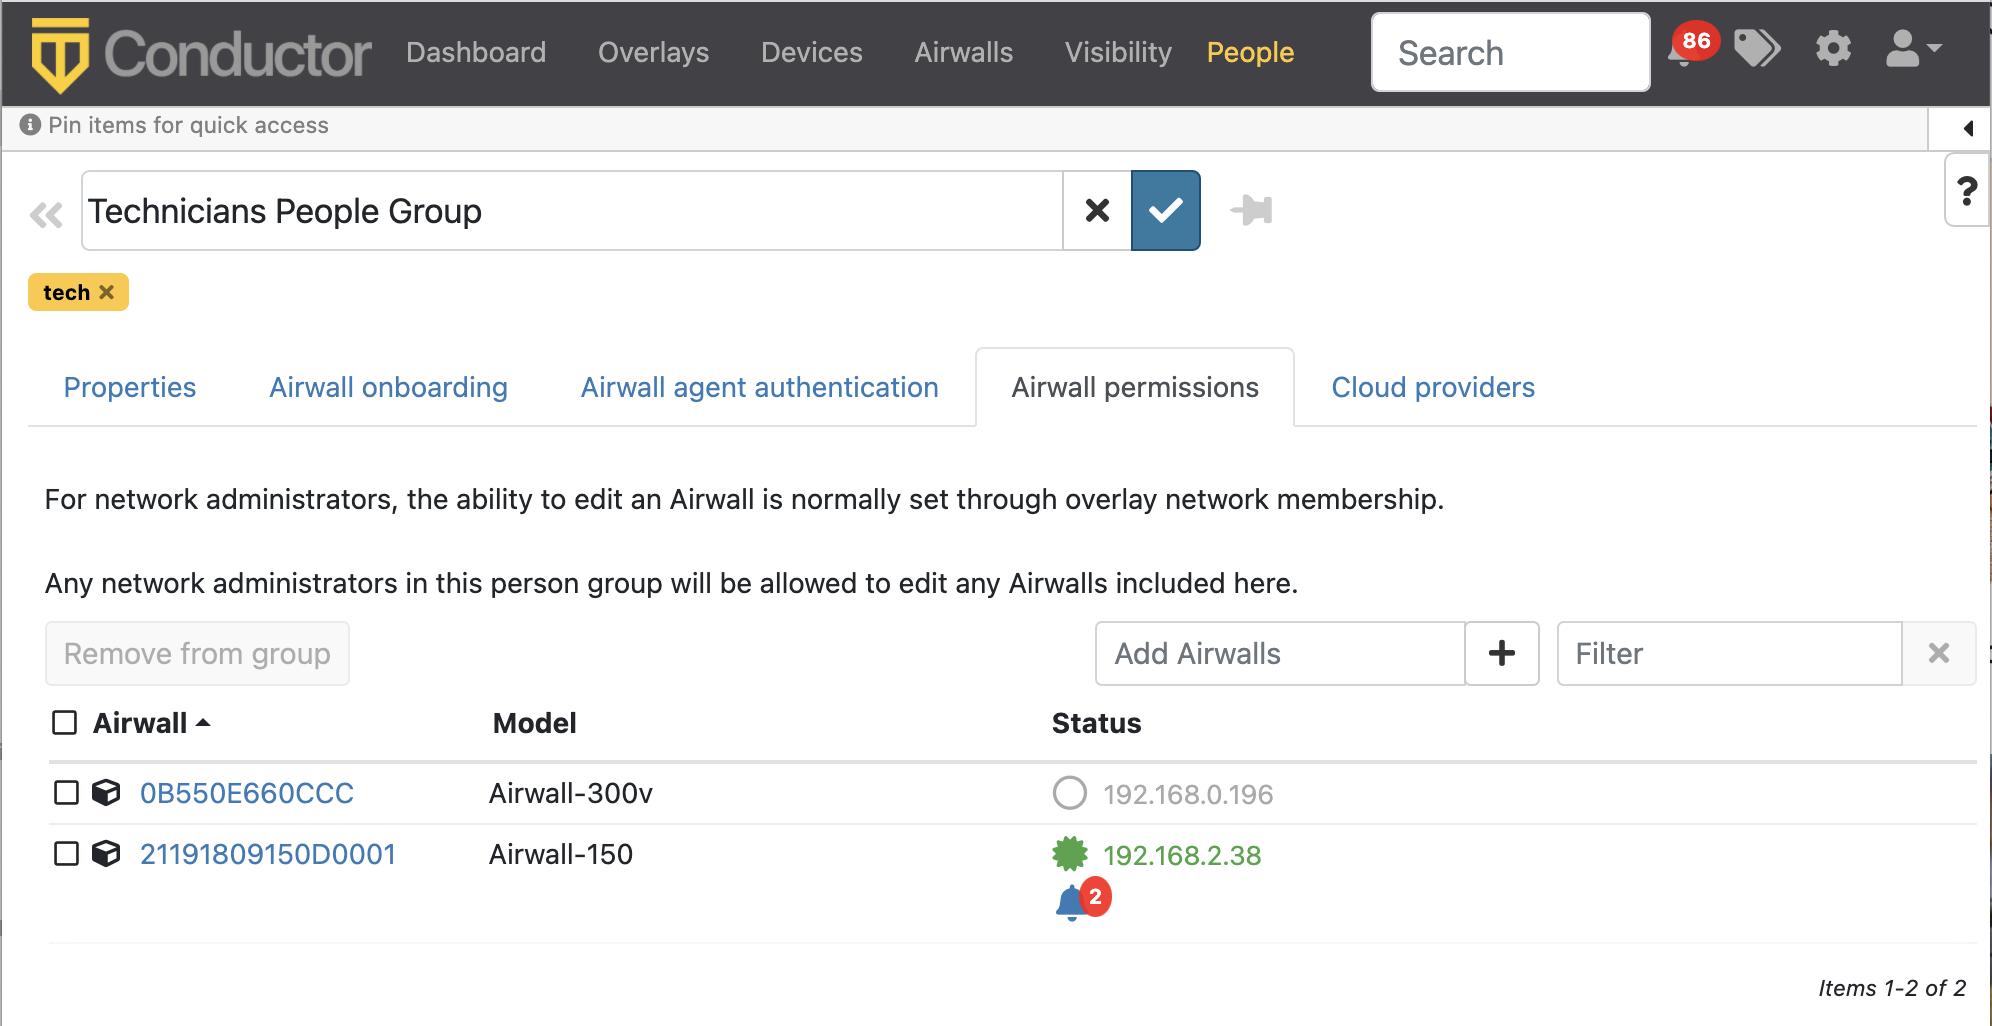 Conductor Dashboard Overlays Devices Airwalls Visibility People Search 86
Pin items for quick access
?
Technicians People Group
tech
Properties Airwall onboarding Airwall agent authentication Airwall permissions Cloud providers
For network administrators, the ability to edit an Airwall is normally set through overlay network membership.
Any network administrators in this person group will be allowed to edit any Airwalls included here.
Remove from group Add Airwalls Filter
Airwall Model Status
0B550E660CCC Airwall-300v 192.168.0.196
21191809150D0001 Airwall-150 192.168.2.38
2
Items 1-2 of 2